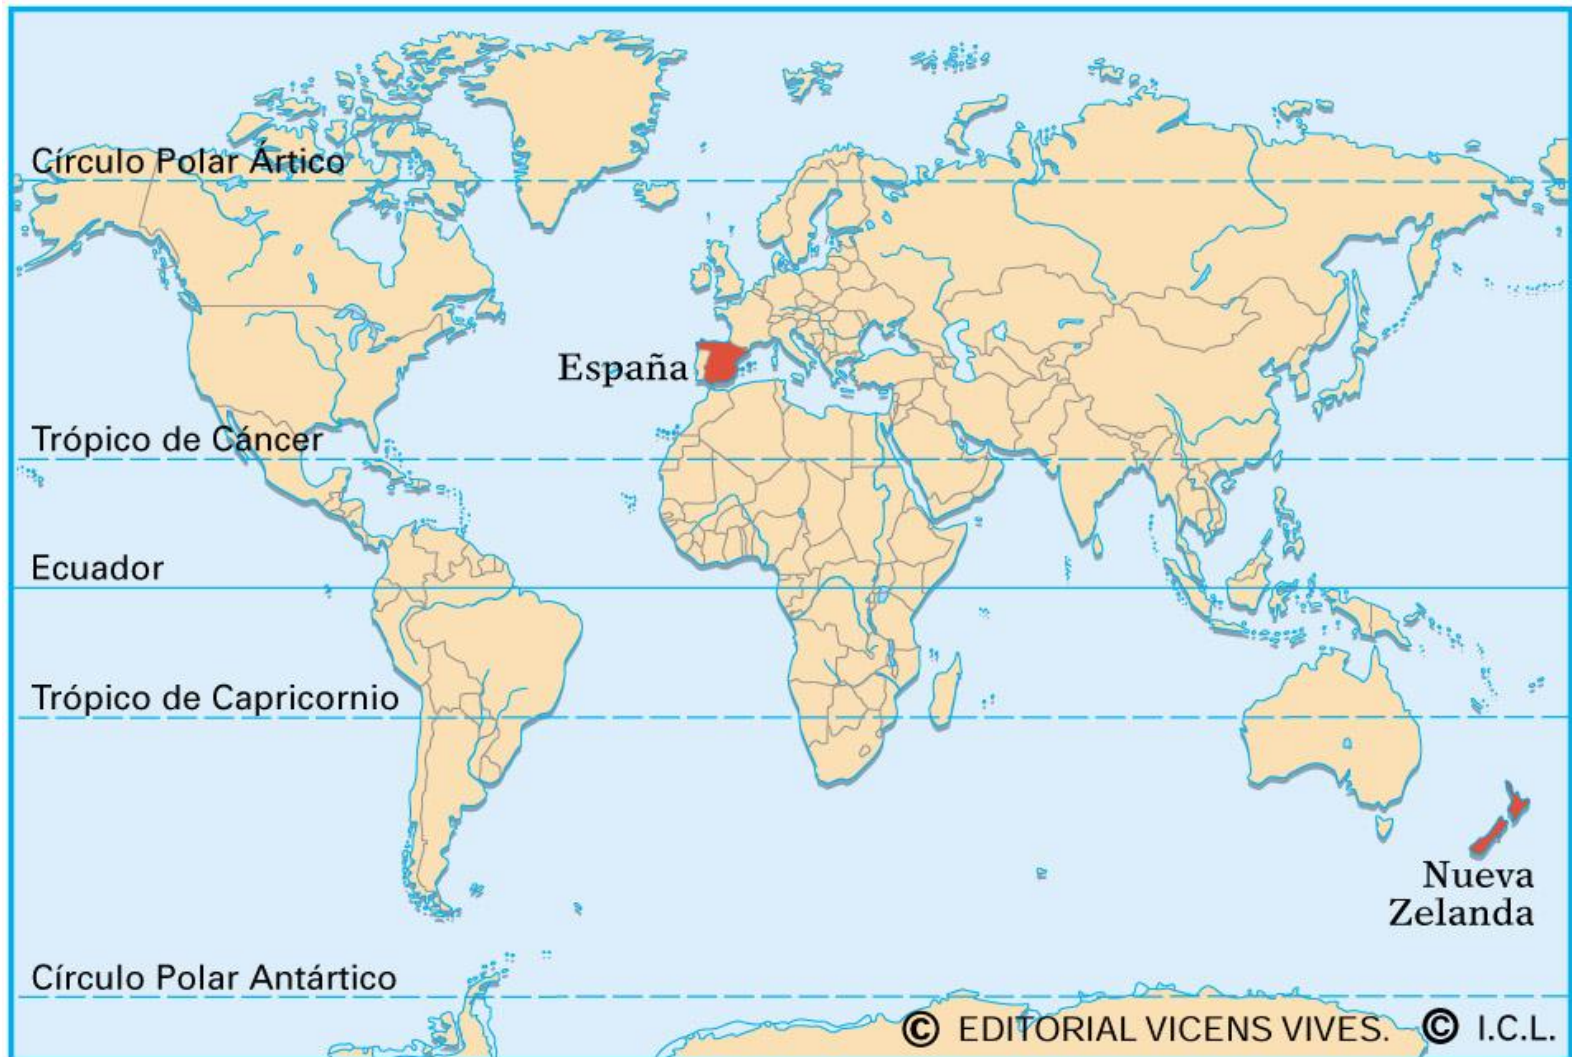 Círculo Polar Ártico
España
Trópico de Cáncer
Ecuador
Trópico de Capricornio
Nueva
Zelanda
Círculo Polar Antártico
© EDITORIAL VICENS VIVES. © I.C.L.